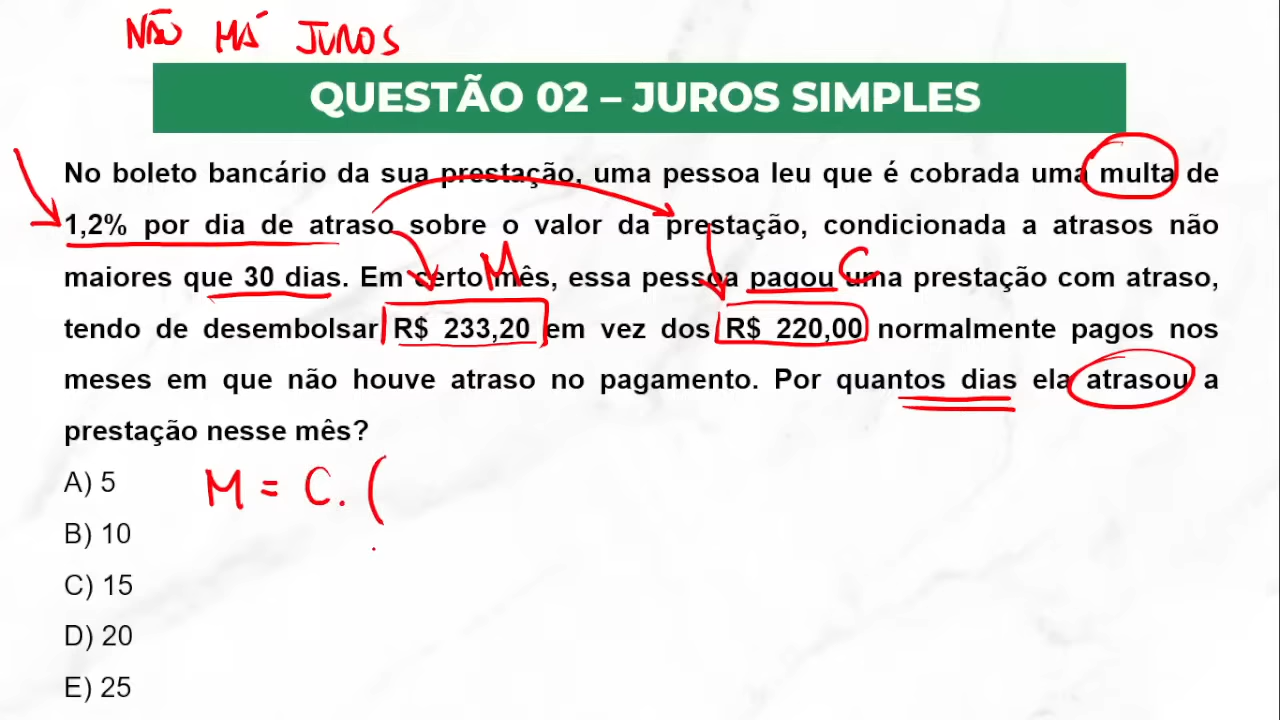 NÃO HÁ JUROS
QUESTÃO 02 – JUROS SIMPLES
No boleto bancário da sua prestação, uma pessoa leu que é cobrada uma multa de
1,2% por dia de atraso sobre o valor da prestação, condicionada a atrasos não
maiores que 30 dias. Em certo mês, essa pessoa pagou uma prestação com atraso,
M
C
tendo de desembolsar R$ 233,20 em vez dos R$ 220,00 normalmente pagos nos
meses em que não houve atraso no pagamento. Por quantos dias ela atrasou a
prestação nesse mês?
A) 5
M = C. (
B) 10
C) 15
D) 20
E) 25